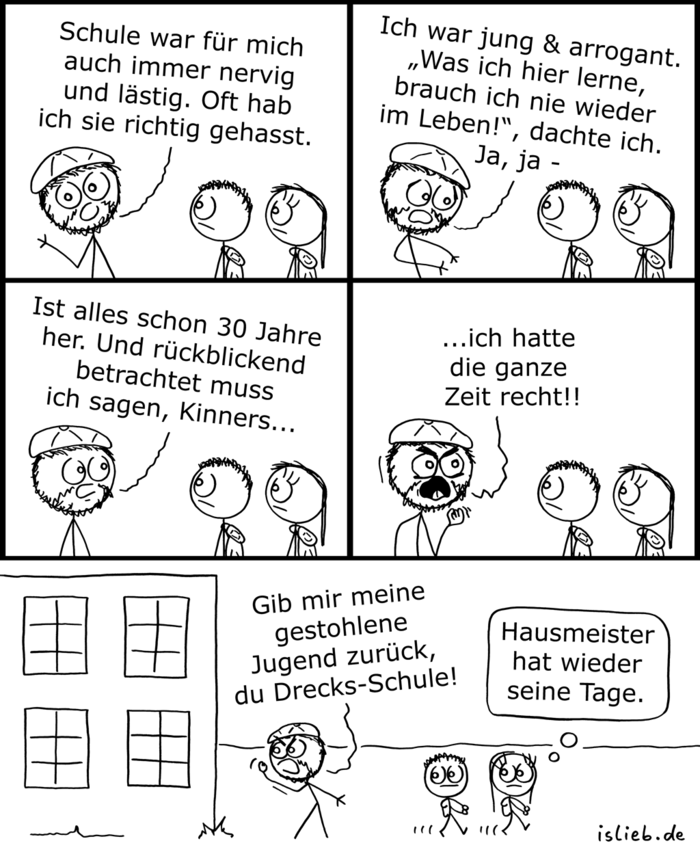 Schule war für mich
auch immer nervig
und lästig. Oft hab
ich sie richtig gehasst.
Ich war jung & arrogant.
„Was ich hier lerne,
brauch ich nie wieder
im Leben!“, dachte ich.
Ja, ja -
Ist alles schon 30 Jahre
her. Und rückblickend
betrachtet muss
ich sagen, Kinners...
...ich hatte
die ganze
Zeit recht!!
Gib mir meine
gestohlene
Jugend zurück,
du Drecks-Schule!
Hausmeister
hat wieder
seine Tage.
islieb.de